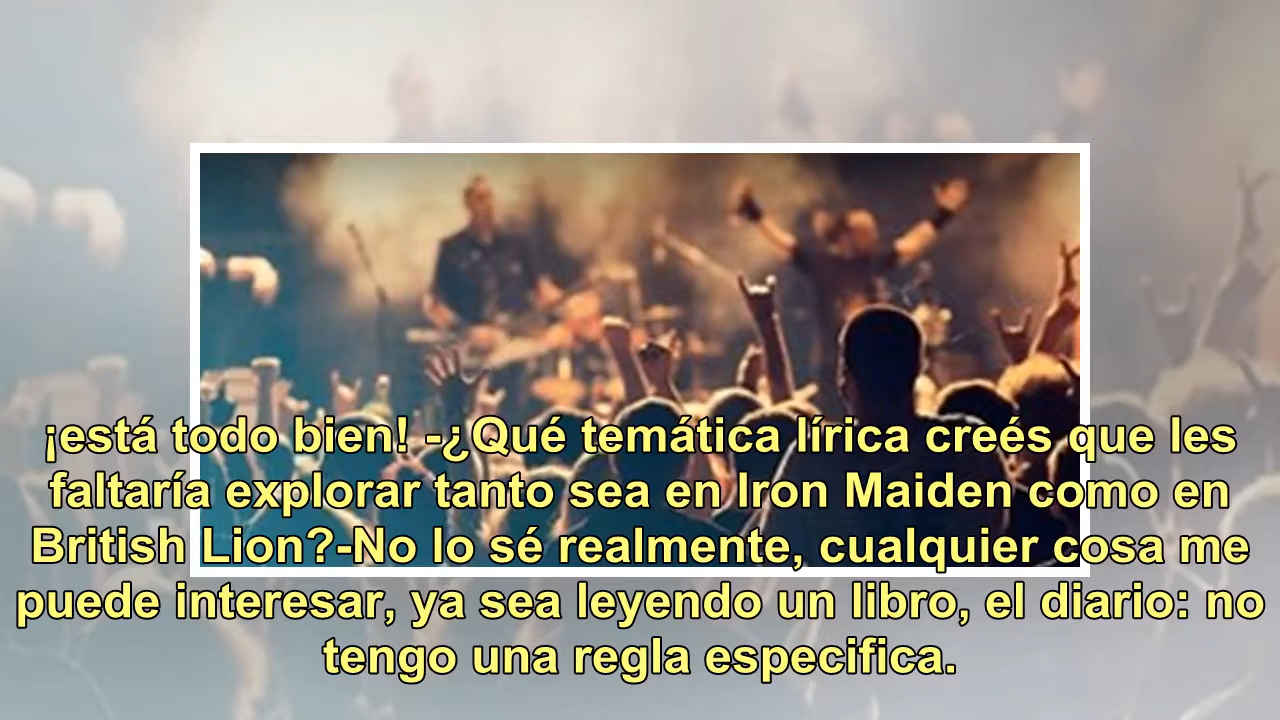 ¡está todo bien! -¿Qué temática lírica creés que les
faltaría explorar tanto sea en Iron Maiden como en
British Lion?-No lo sé realmente, cualquier cosa me
puede interesar, ya sea leyendo un libro, el diario: no
tengo una regla especifica.